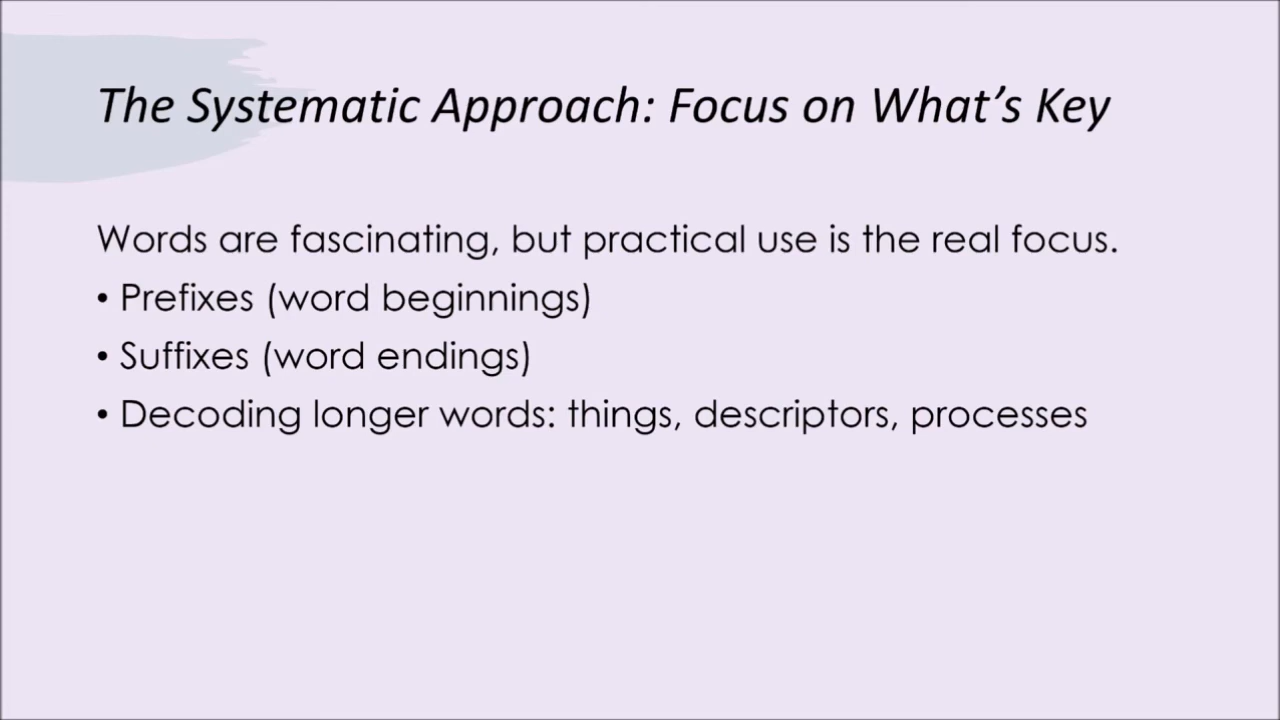 The Systematic Approach: Focus on What’s Key
Words are fascinating, but practical use is the real focus.
• Prefixes (word beginnings)
• Suffixes (word endings)
• Decoding longer words: things, descriptors, processes